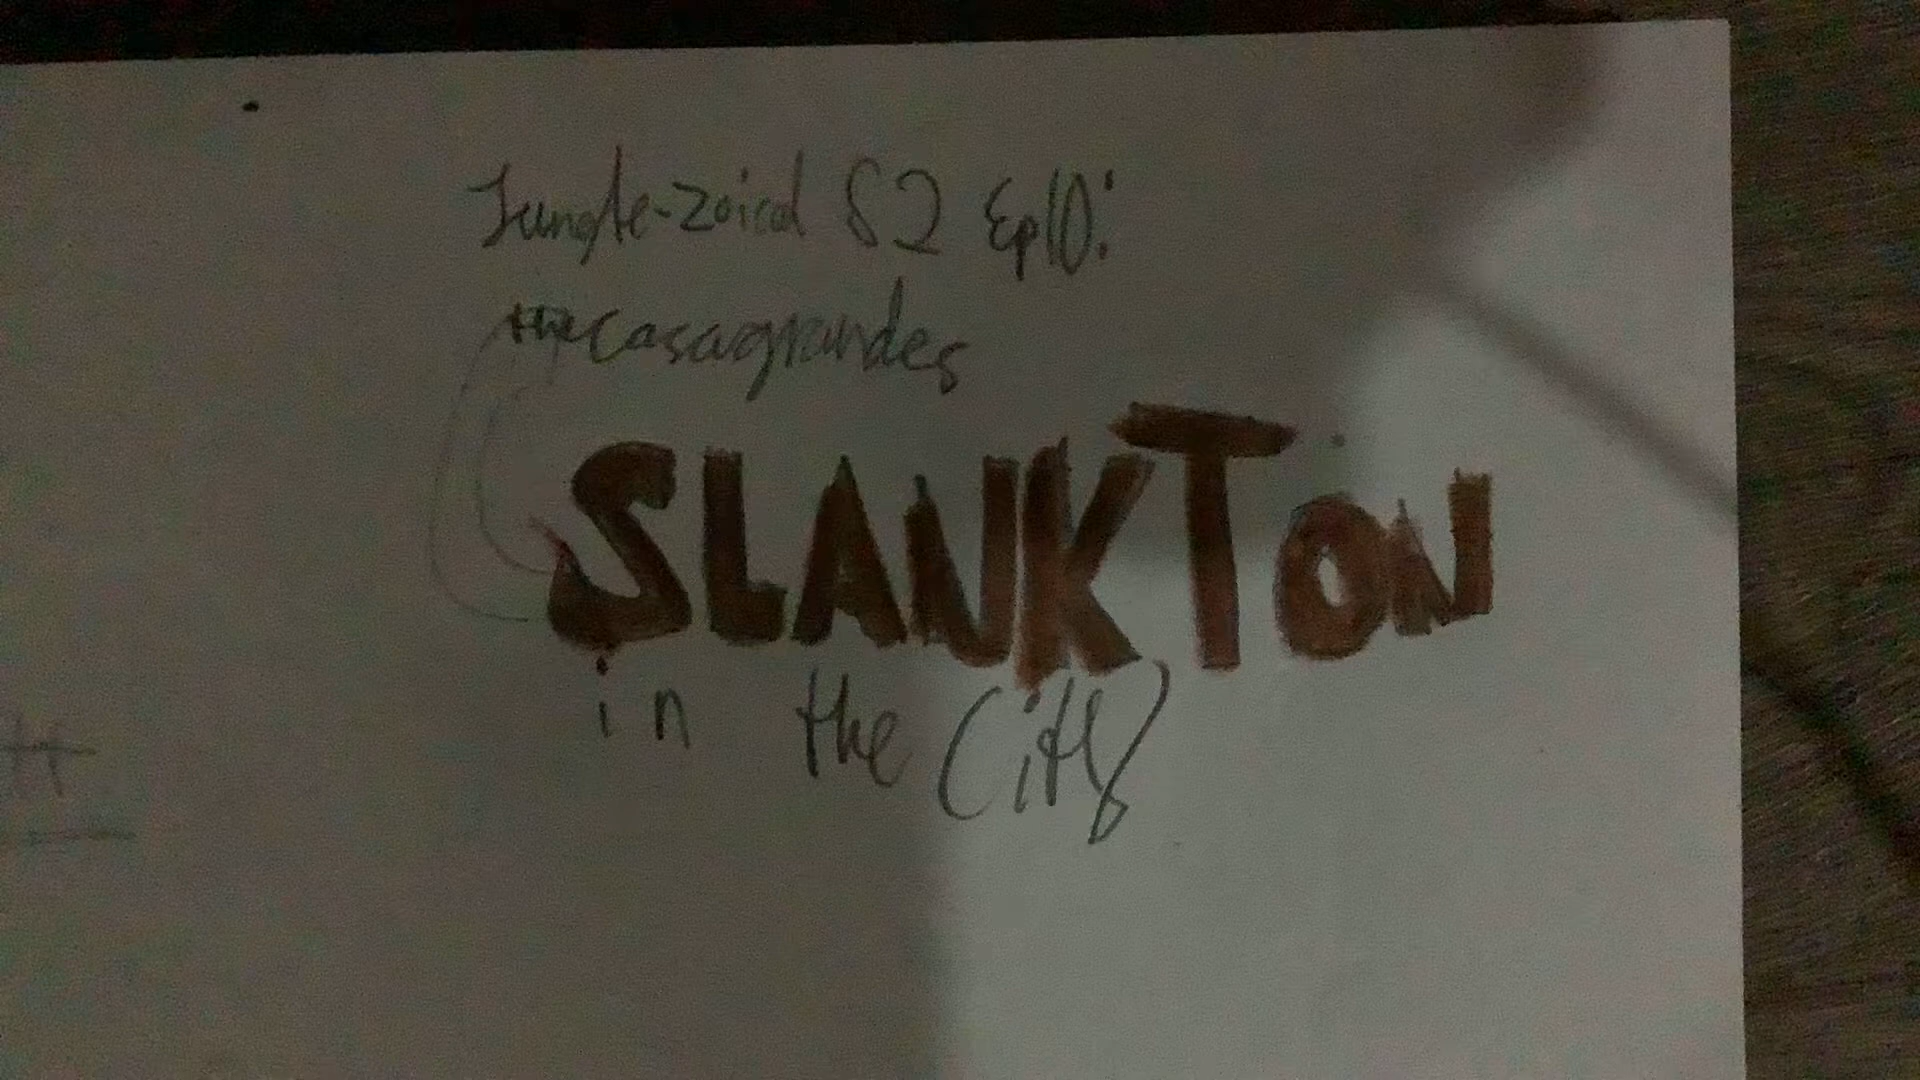 Jungle-zoical S2 Ep10:
the casagrandes
SLANKTON
in the City